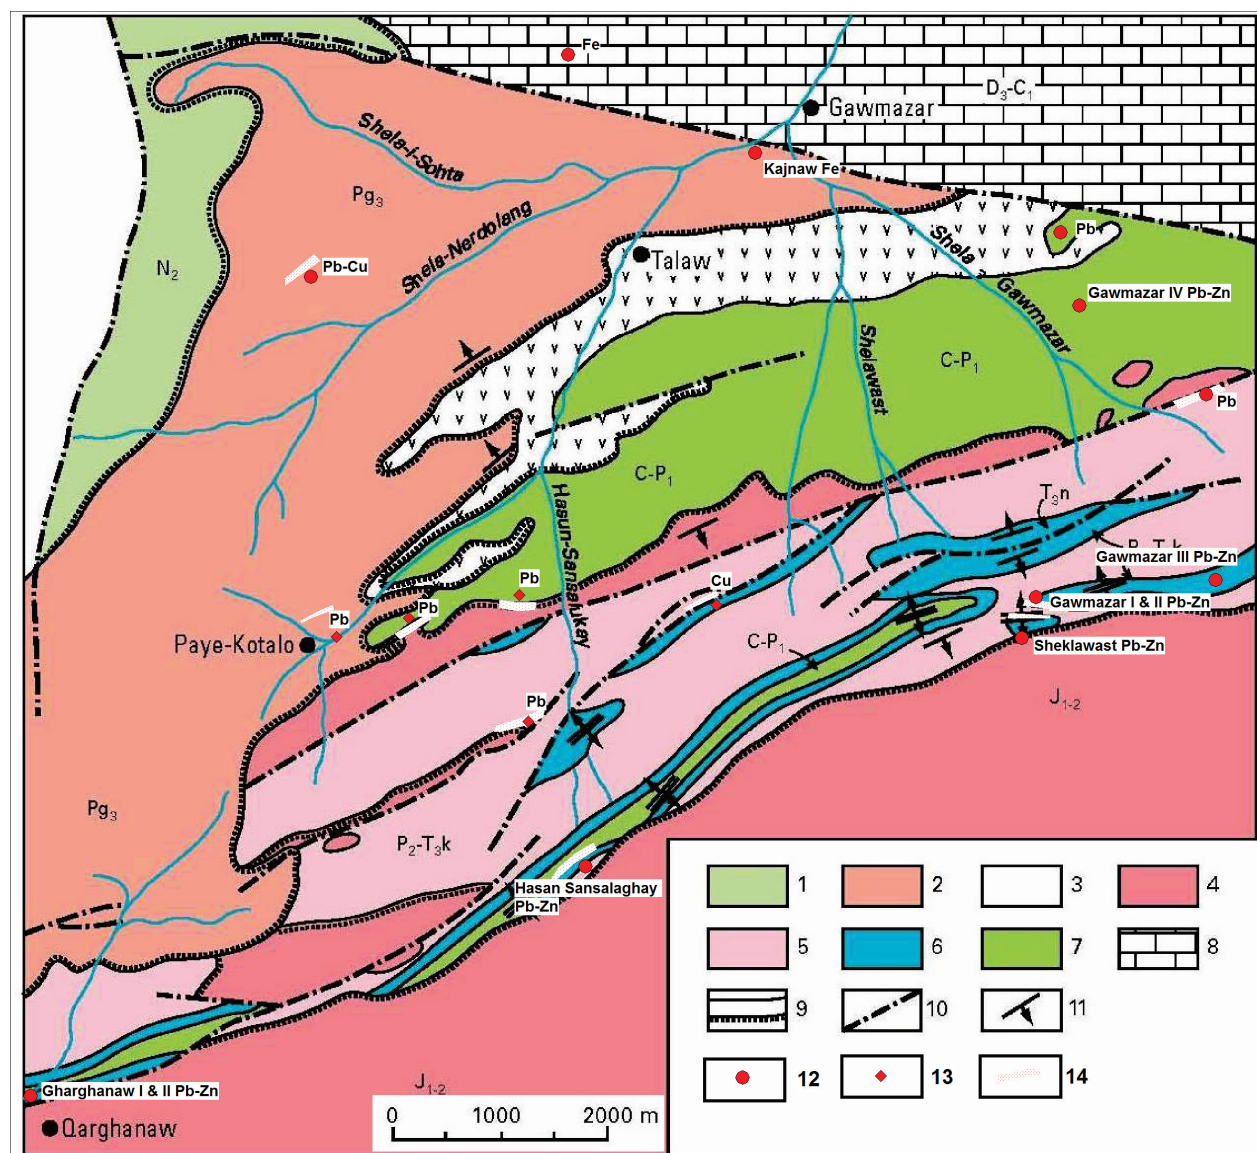 Fe
D₃-C₁
Gawmazar
Shela-i-Sohta
Kajnaw Fe
Pg₃
Shela-Nerdolang
Pb
N₂
Pb-Cu
Talaw
Shela - Gawmazar
Gawmazar IV Pb-Zn
Shelawast
C-P₁
Pb
C-P₁
Hasun-Sansalukay
T₃n
Gawmazar III Pb-Zn
Pb
Cu
Pb
Pb
Gawmazar I & II Pb-Zn
Paye-Kotalo
C-P₁
Sheklawast Pb-Zn
Pb
J₁₋₂
Pg₃
P₂-T₃k
Hasan Sansalaghay
Pb-Zn
1 2 3 4
5 6 7 8
9 10 11
12 13 14
Gharghanaw I & II Pb-Zn
J₁₋₂
Qarghanaw
0 1000 2000 m